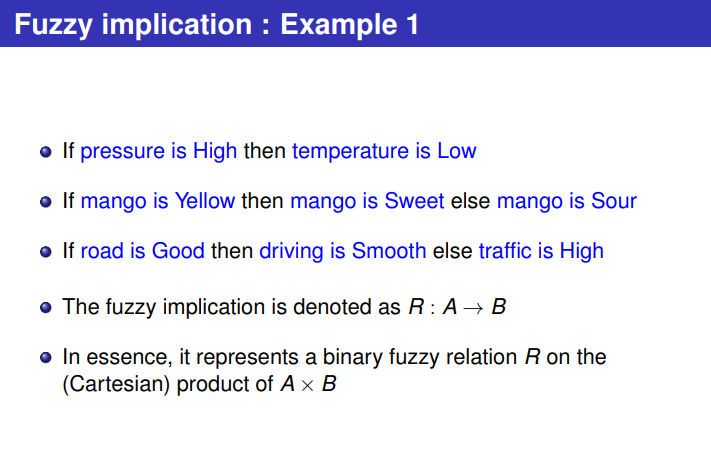 Fuzzy implication : Example 1
If pressure is High then temperature is Low
If mango is Yellow then mango is Sweet else mango is Sour
If road is Good then driving is Smooth else traffic is High
The fuzzy implication is denoted as R : A → B
In essence, it represents a binary fuzzy relation R on the
(Cartesian) product of A × B